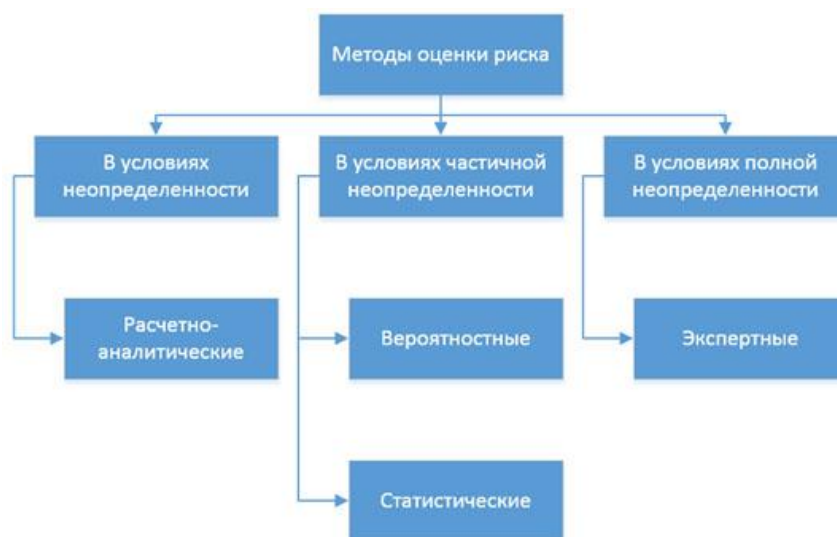 Методы оценки риска
В условиях
неопределенности
В условиях частичной
неопределенности
В условиях полной
неопределенности
Расчетно-
аналитические
Вероятностные
Экспертные
Статистические